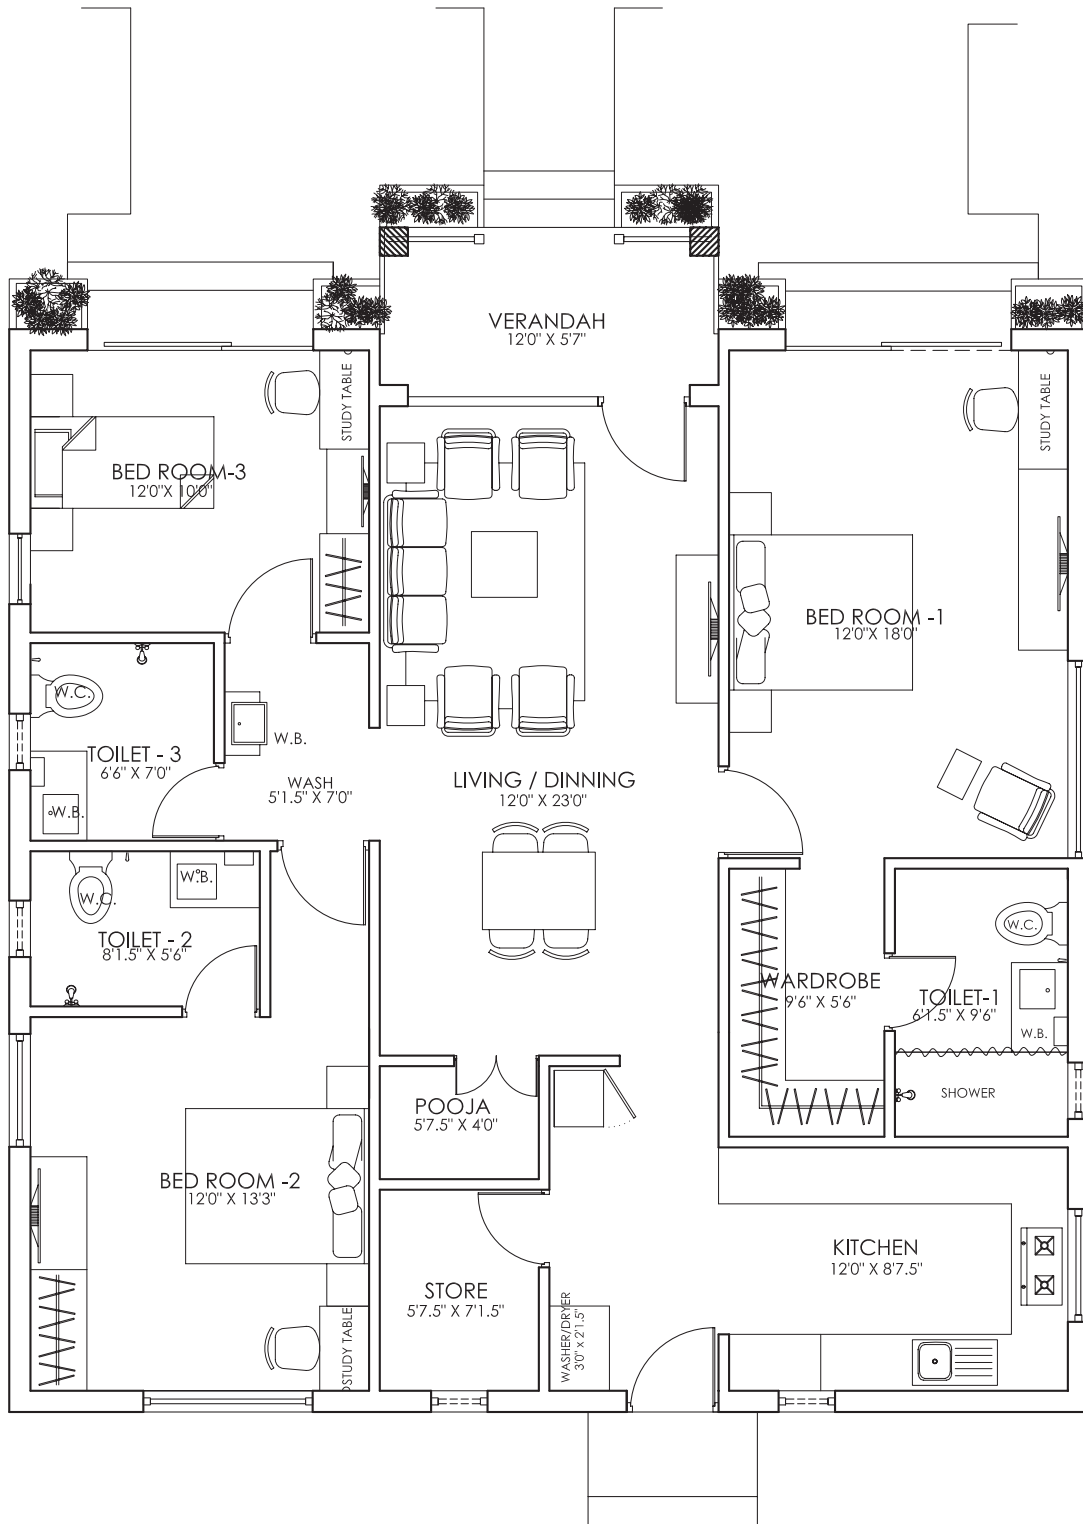 VERANDAH
12'0" X 5'7"
STUDY TABLE
BED ROOM-3
12'0"X 10'0"
STUDY TABLE
BED ROOM -1
12'0"X 18'0"
W.C.
W.B.
TOILET - 3
6'6" X 7'0"
WASH
5'1.5" X 7'0"
W.B.
LIVING / DINNING
12'0" X 23'0"
W.C.
W.B.
TOILET - 2
8'1.5" X 5'6"
WARDROBE
9'6" X 5'6"
W.C.
TOILET-1
6'1.5" X 9'6"
W.B.
SHOWER
POOJA
5'7.5" X 4'0"
BED ROOM -2
12'0" X 13'3"
STORE
5'7.5" X 7'1.5"
KITCHEN
12'0" X 8'7.5"
WASHER/DRYER
3'0" x 2'1.5"
STUDY TABLE